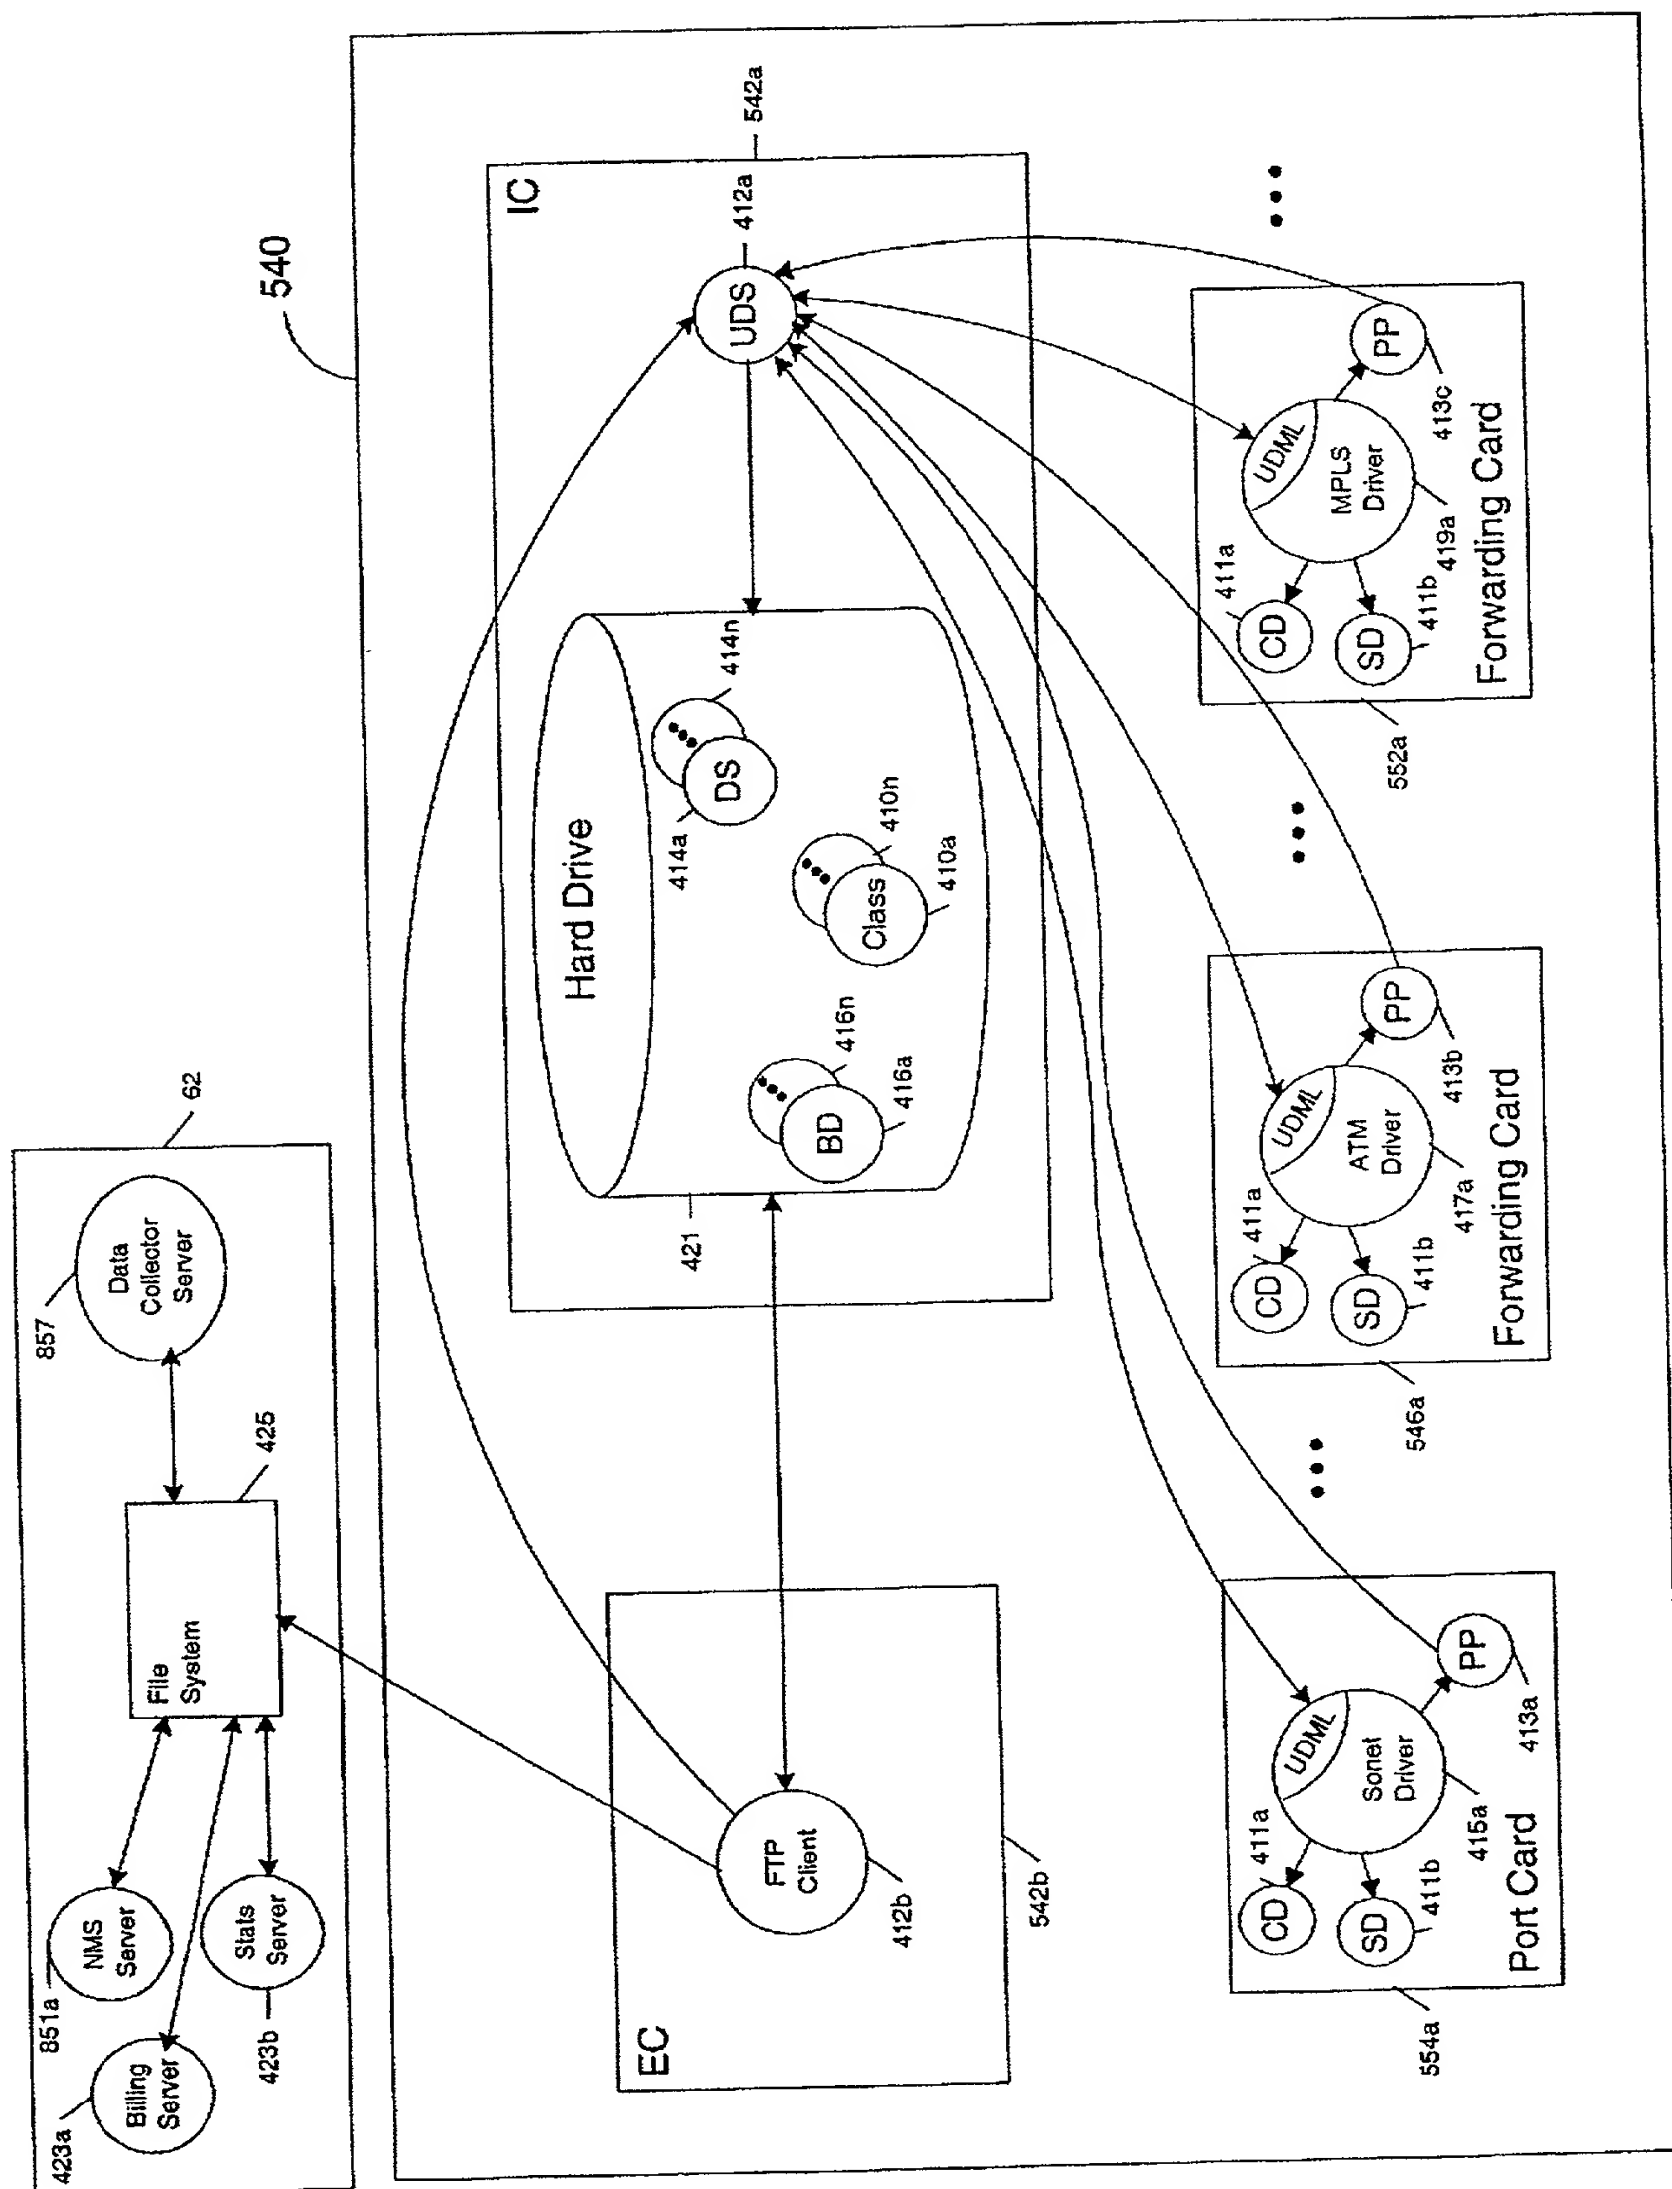 62
857
Data
Collector
Server
425
File
System
851a
NMS
Server
423b
Stats
Server
423a
Billing
Server
540
EC
FTP
Client
412b
542b
IC
542a
UDS
412a
Hard Drive
421
414n
414a
DS
410n
410a
Class
416n
416a
BD
554a
Port Card
411a
CD
SD
411b
UDML
Sonet
Driver
415a
PP
413a
546a
Forwarding Card
411a
CD
SD
411b
UDML
ATM
Driver
417a
PP
413b
552a
Forwarding Card
411a
CD
SD
411b
UDML
MPLS
Driver
419a
PP
413c